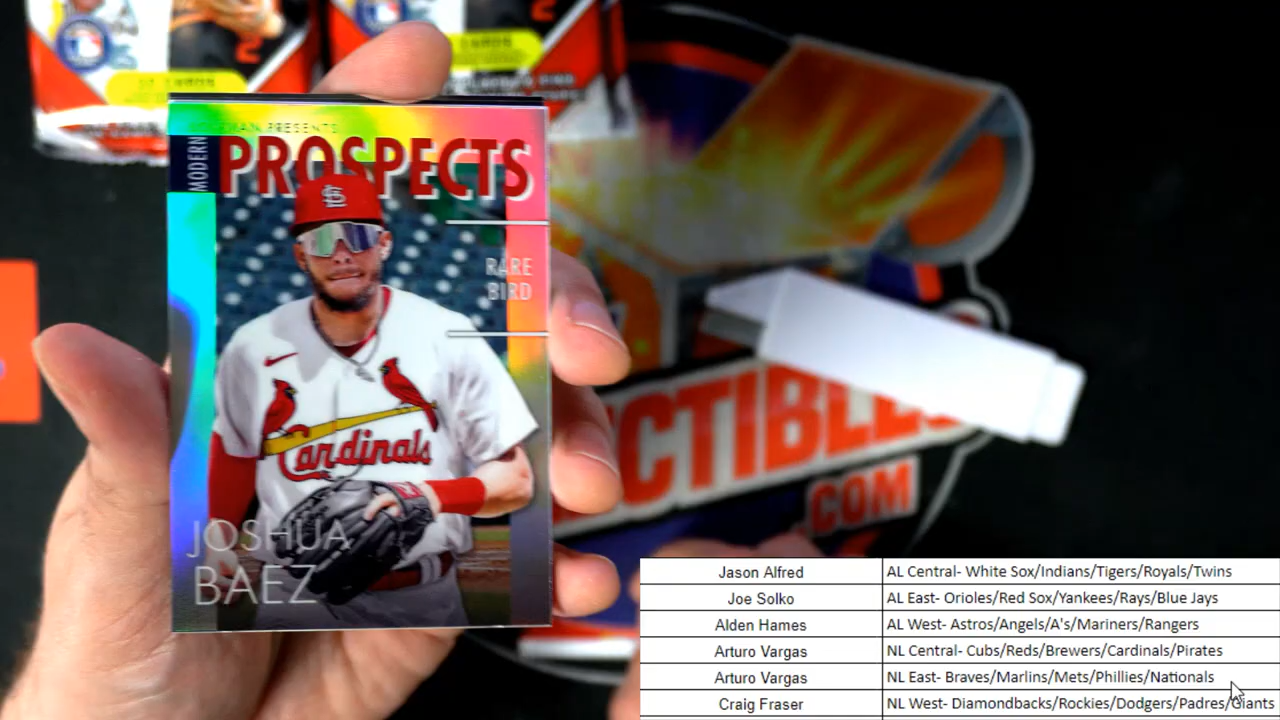 MODERN
PROSPECTS
RARE
BIRD
Cardinals
JOSHUA
BAEZ
CTIBLES
.COM
Jason Alfred AL Central- White Sox/Indians/Tigers/Royals/Twins
Joe Solko AL East- Orioles/Red Sox/Yankees/Rays/Blue Jays
Alden Hames AL West- Astros/Angels/A's/Mariners/Rangers
Arturo Vargas NL Central- Cubs/Reds/Brewers/Cardinals/Pirates
Arturo Vargas NL East- Braves/Marlins/Mets/Phillies/Nationals
Craig Fraser NL West- Diamondbacks/Rockies/Dodgers/Padres/Giants